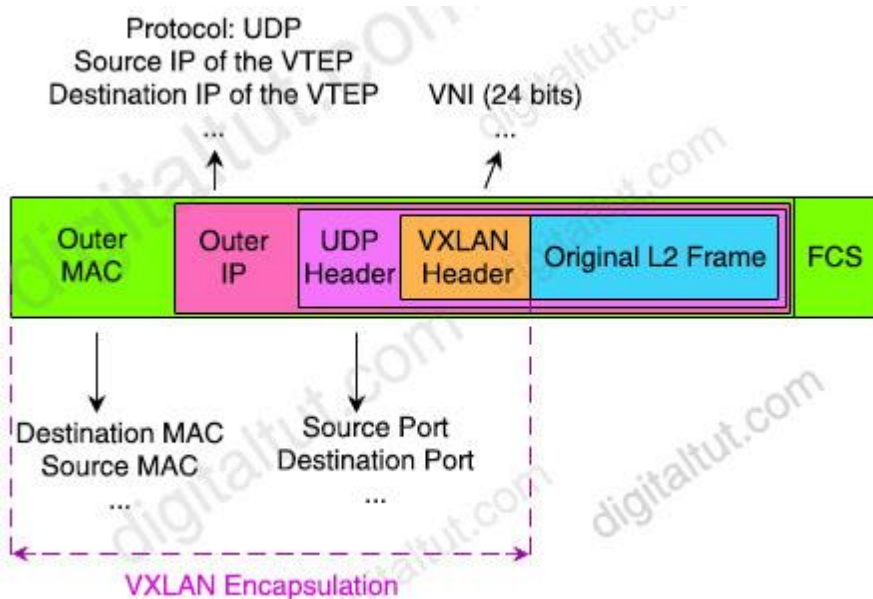 Protocol: UDP
Source IP of the VTEP
Destination IP of the VTEP
...
VNI (24 bits)
...
Outer
MAC
Outer
IP
UDP
Header
VXLAN
Header
Original L2 Frame
FCS
Destination MAC
Source MAC
...
Source Port
Destination Port
...
VXLAN Encapsulation
digitaltut.com
digitaltut.com
digitaltut.com
digitaltut.com
digitaltut.com
digitaltut.com